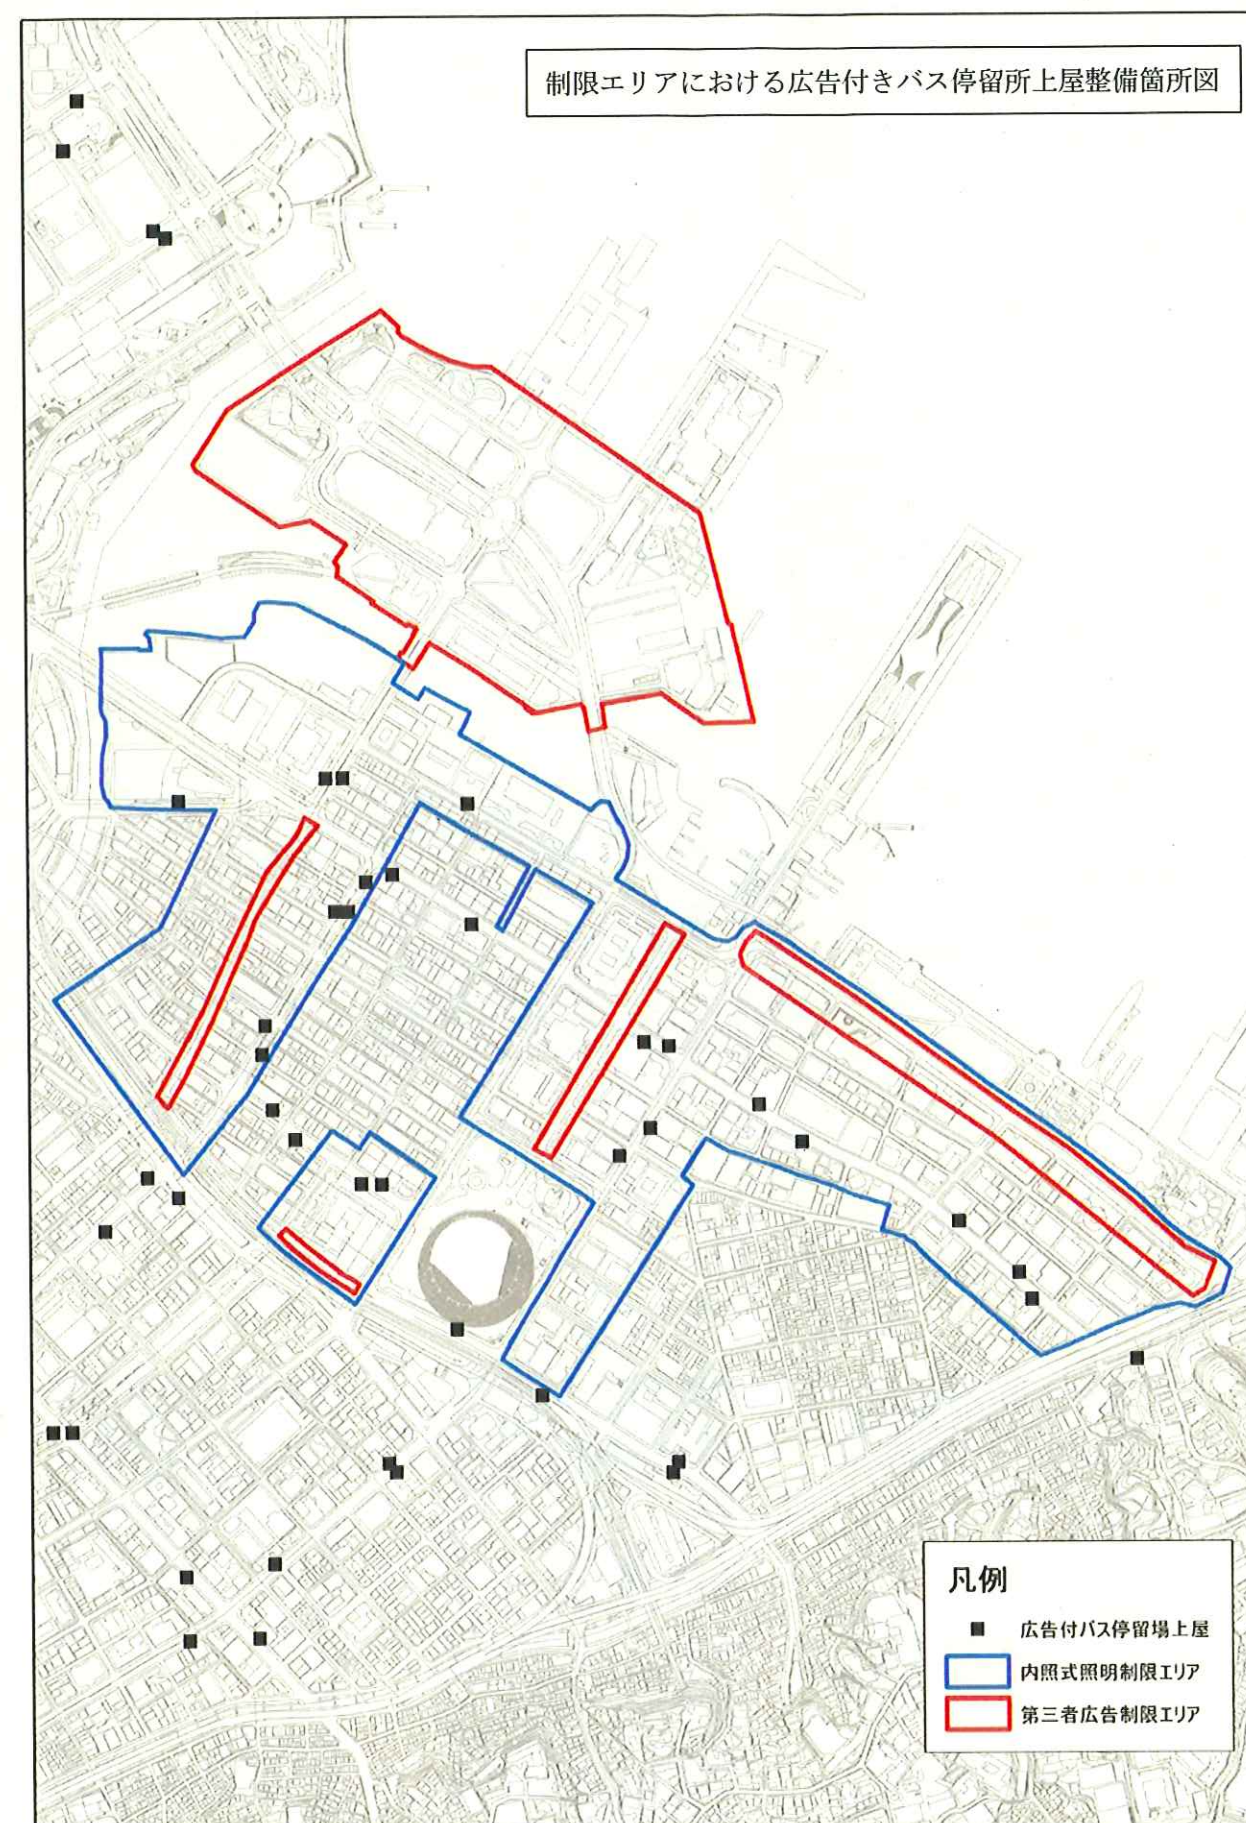 制限エリアにおける広告付きバス停留所上屋整備箇所図
凡例
広告付バス停留場上屋
内照式照明制限エリア
第三者広告制限エリア